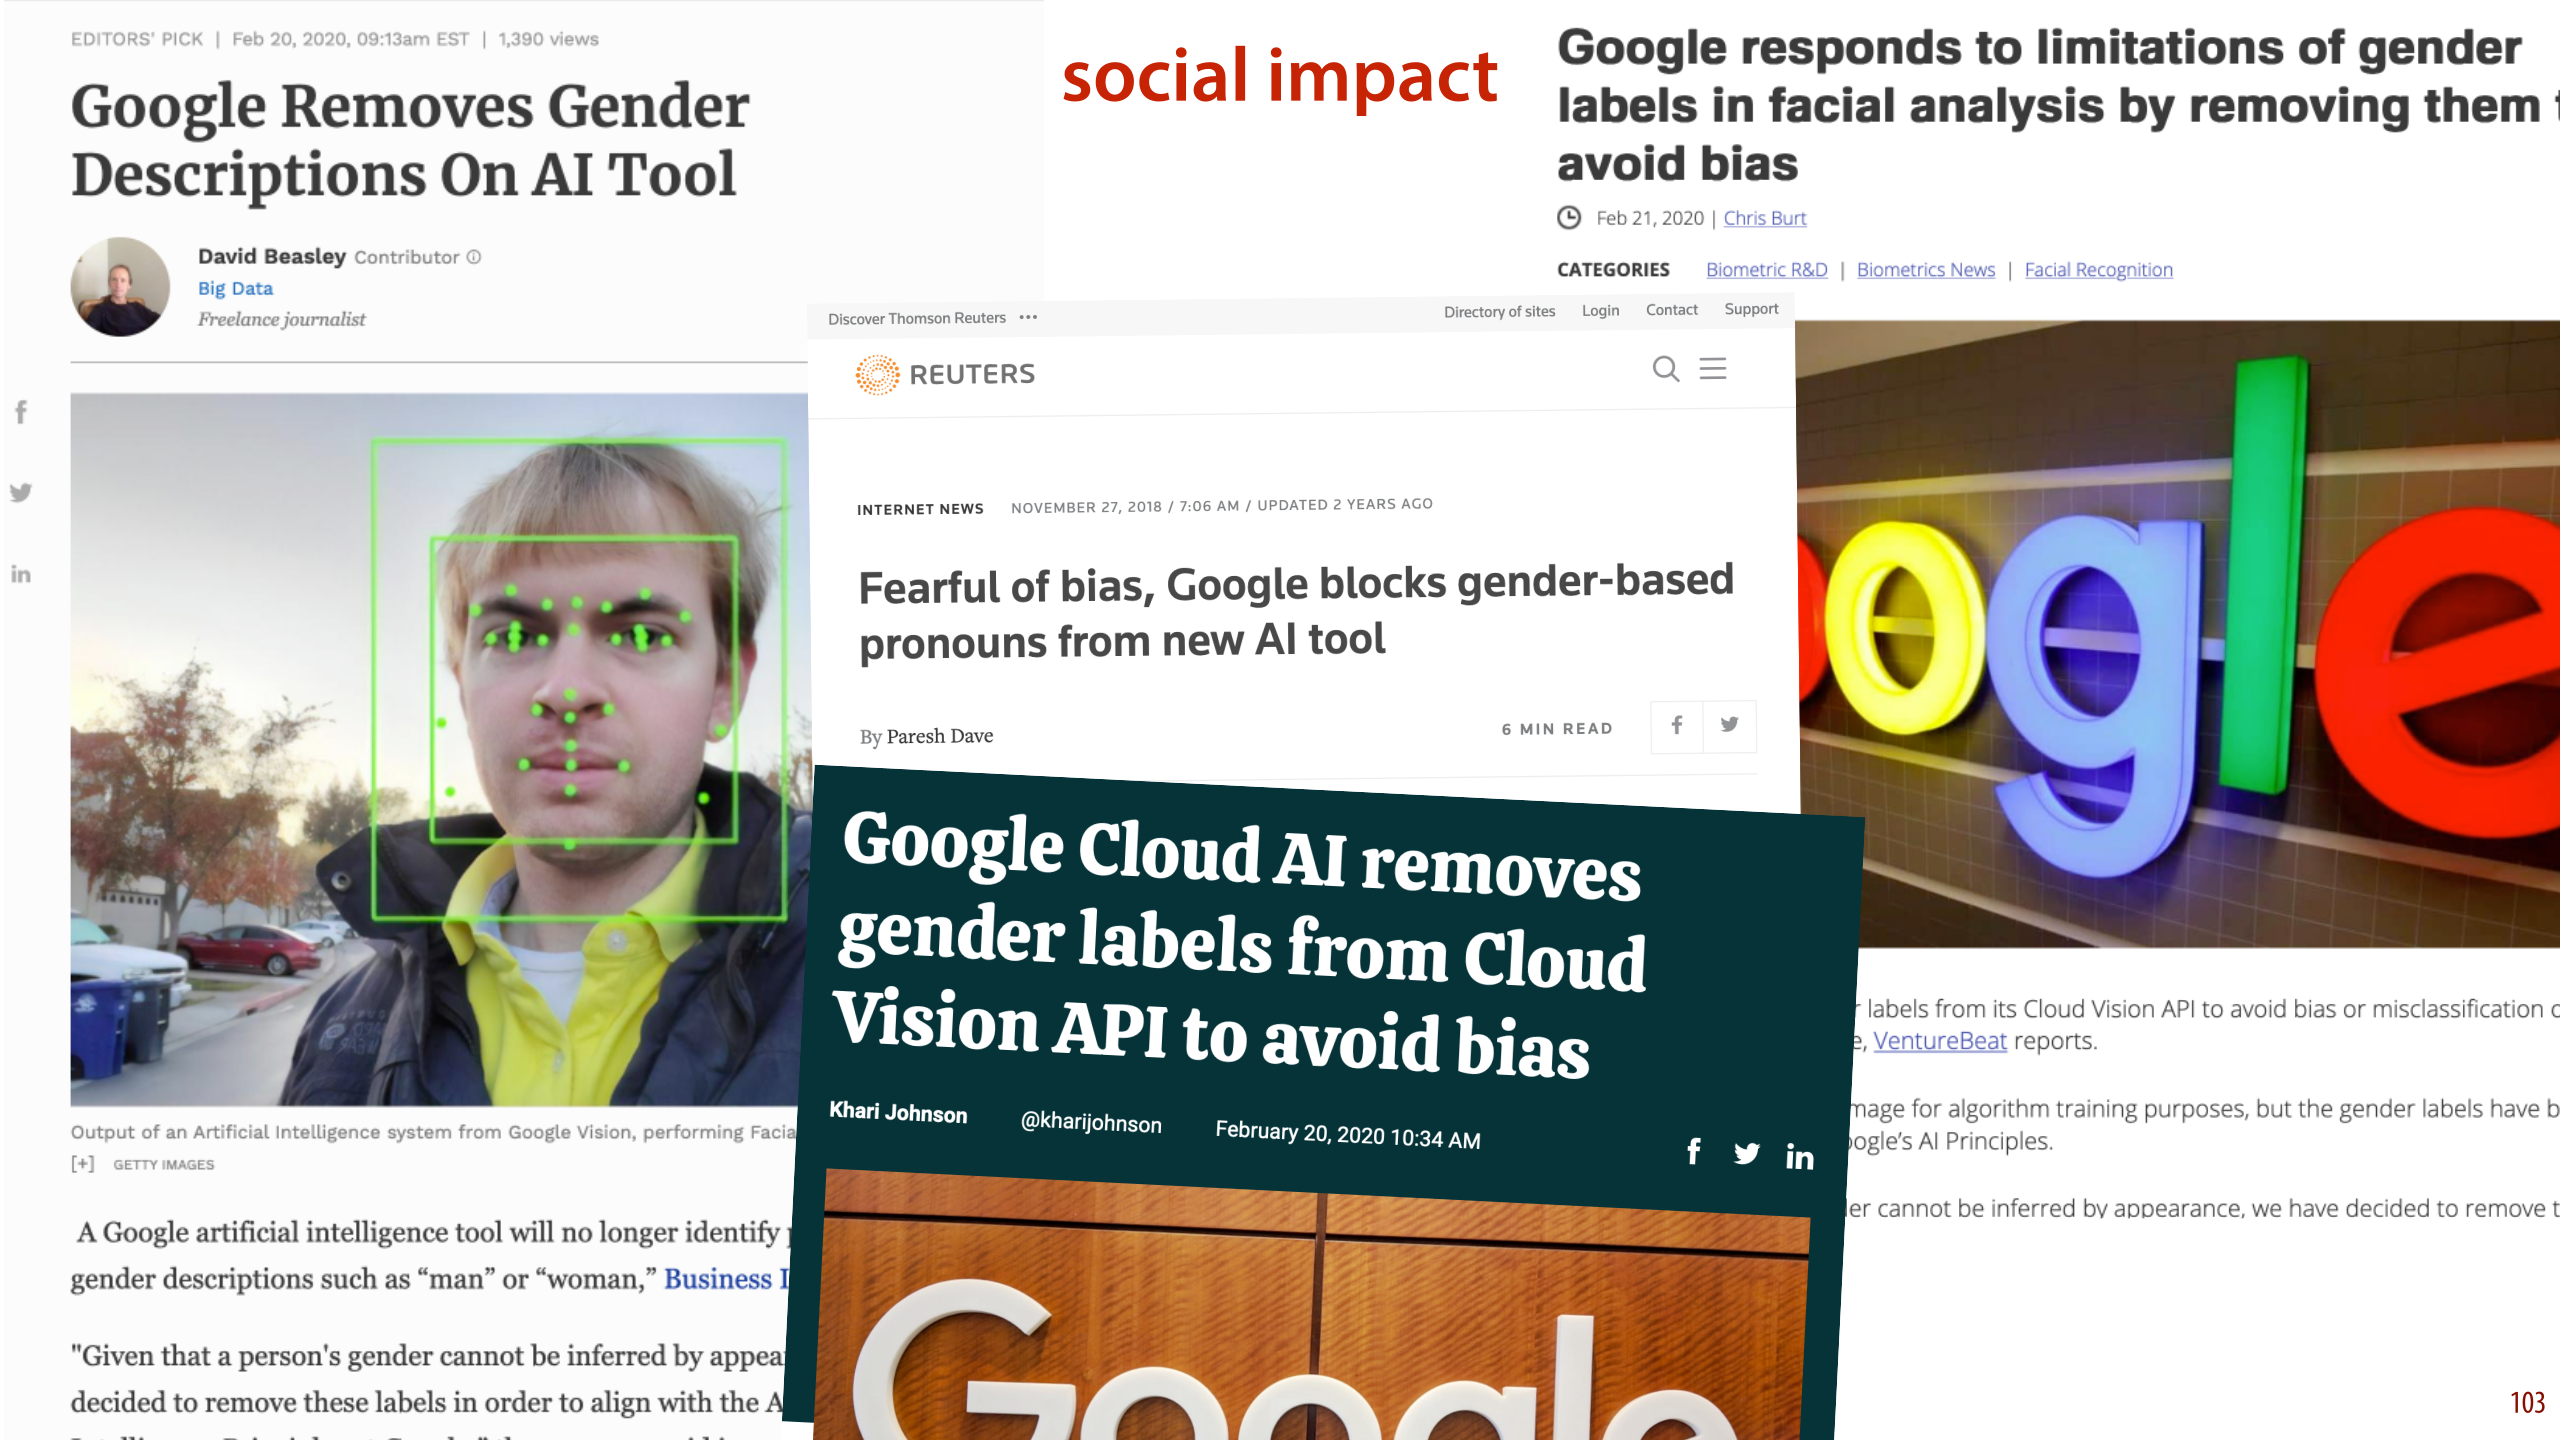 social impact
EDITORS' PICK | Feb 20, 2020, 09:13am EST | 1,390 views
Google Removes Gender
Descriptions On AI Tool
David Beasley Contributor
Big Data
Freelance journalist
Output of an Artificial Intelligence system from Google Vision, performing Facia
[+] GETTY IMAGES
A Google artificial intelligence tool will no longer identify
gender descriptions such as “man” or “woman,” Business
"Given that a person's gender cannot be inferred by appea
decided to remove these labels in order to align with the A
Discover Thomson Reuters •••
Directory of sites Login Contact Support
REUTERS
INTERNET NEWS NOVEMBER 27, 2018 / 7:06 AM / UPDATED 2 YEARS AGO
Fearful of bias, Google blocks gender-based
pronouns from new AI tool
By Paresh Dave
6 MIN READ
Google Cloud AI removes
gender labels from Cloud
Vision API to avoid bias
Khari Johnson @kharijohnson February 20, 2020 10:34 AM
Google
Google responds to limitations of gender
labels in facial analysis by removing them t
avoid bias
Feb 21, 2020 | Chris Burt
CATEGORIES Biometric R&D | Biometrics News | Facial Recognition
ogle
labels from its Cloud Vision API to avoid bias or misclassification o
e, VentureBeat reports.
mage for algorithm training purposes, but the gender labels have b
ogle’s AI Principles.
er cannot be inferred by appearance, we have decided to remove t
103